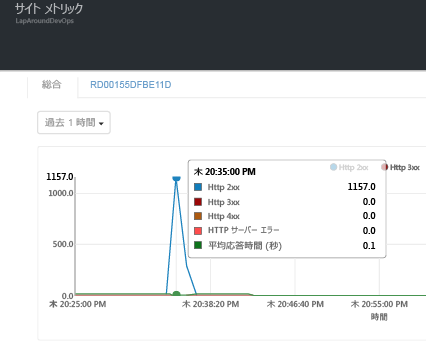 サイト メトリック
LapAroundDevOps
総合
RD00155DFBE11D
過去 1 時間
木 20:35:00 PM
Http 2xx
Http 3xx
1157.0
Http 2xx 1157.0
1000.0
Http 3xx 0.0
Http 4xx 0.0
HTTP サーバー エラー 0.0
500.0
平均応答時間 (秒) 0.1
0.0
木 20:25:00 PM
木 20:38:20 PM
木 20:46:40 PM
木 20:55:00 PM
時間